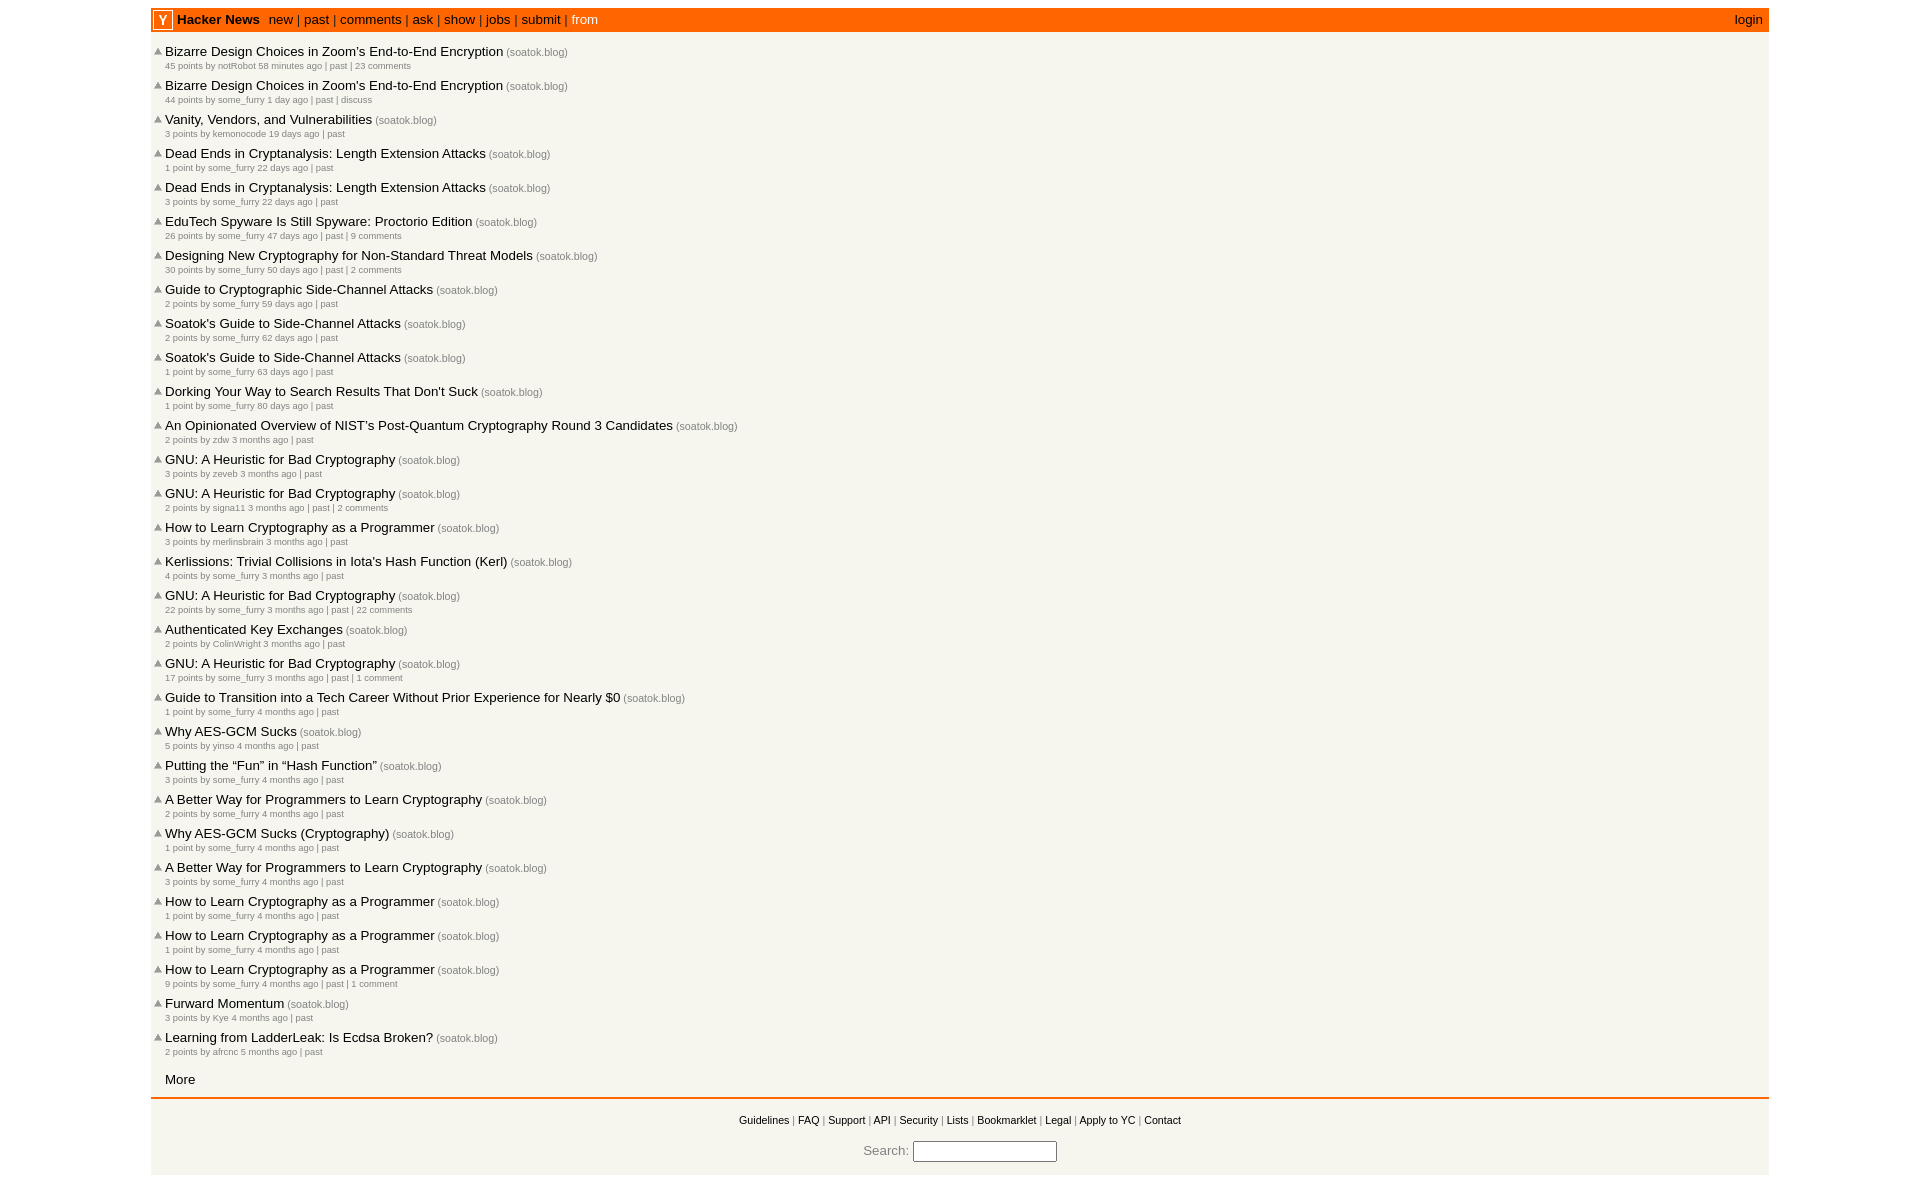 Y Hacker News new | past | comments | ask | show | jobs | submit | from login
Bizarre Design Choices in Zoom’s End-to-End Encryption (soatok.blog)
45 points by notRobot 58 minutes ago | past | 23 comments
Bizarre Design Choices in Zoom's End-to-End Encryption (soatok.blog)
44 points by some_furry 1 day ago | past | discuss
Vanity, Vendors, and Vulnerabilities (soatok.blog)
3 points by kemonocode 19 days ago | past
Dead Ends in Cryptanalysis: Length Extension Attacks (soatok.blog)
1 point by some_furry 22 days ago | past
Dead Ends in Cryptanalysis: Length Extension Attacks (soatok.blog)
3 points by some_furry 22 days ago | past
EduTech Spyware Is Still Spyware: Proctorio Edition (soatok.blog)
26 points by some_furry 47 days ago | past | 9 comments
Designing New Cryptography for Non-Standard Threat Models (soatok.blog)
30 points by some_furry 50 days ago | past | 2 comments
Guide to Cryptographic Side-Channel Attacks (soatok.blog)
2 points by some_furry 59 days ago | past
Soatok's Guide to Side-Channel Attacks (soatok.blog)
2 points by some_furry 62 days ago | past
Soatok's Guide to Side-Channel Attacks (soatok.blog)
1 point by some_furry 63 days ago | past
Dorking Your Way to Search Results That Don't Suck (soatok.blog)
1 point by some_furry 80 days ago | past
An Opinionated Overview of NIST’s Post-Quantum Cryptography Round 3 Candidates (soatok.blog)
2 points by zdw 3 months ago | past
GNU: A Heuristic for Bad Cryptography (soatok.blog)
3 points by zeveb 3 months ago | past
GNU: A Heuristic for Bad Cryptography (soatok.blog)
2 points by signa11 3 months ago | past | 2 comments
How to Learn Cryptography as a Programmer (soatok.blog)
3 points by merlinsbrain 3 months ago | past
Kerlissions: Trivial Collisions in Iota's Hash Function (Kerl) (soatok.blog)
4 points by some_furry 3 months ago | past
GNU: A Heuristic for Bad Cryptography (soatok.blog)
22 points by some_furry 3 months ago | past | 22 comments
Authenticated Key Exchanges (soatok.blog)
2 points by ColinWright 3 months ago | past
GNU: A Heuristic for Bad Cryptography (soatok.blog)
17 points by some_furry 3 months ago | past | 1 comment
Guide to Transition into a Tech Career Without Prior Experience for Nearly $0 (soatok.blog)
1 point by some_furry 4 months ago | past
Why AES-GCM Sucks (soatok.blog)
5 points by yinso 4 months ago | past
Putting the “Fun” in “Hash Function” (soatok.blog)
3 points by some_furry 4 months ago | past
A Better Way for Programmers to Learn Cryptography (soatok.blog)
2 points by some_furry 4 months ago | past
Why AES-GCM Sucks (Cryptography) (soatok.blog)
1 point by some_furry 4 months ago | past
A Better Way for Programmers to Learn Cryptography (soatok.blog)
3 points by some_furry 4 months ago | past
How to Learn Cryptography as a Programmer (soatok.blog)
1 point by some_furry 4 months ago | past
How to Learn Cryptography as a Programmer (soatok.blog)
1 point by some_furry 4 months ago | past
How to Learn Cryptography as a Programmer (soatok.blog)
9 points by some_furry 4 months ago | past | 1 comment
Furward Momentum (soatok.blog)
3 points by Kye 4 months ago | past
Learning from LadderLeak: Is Ecdsa Broken? (soatok.blog)
2 points by afrcnc 5 months ago | past
More
Guidelines | FAQ | Support | API | Security | Lists | Bookmarklet | Legal | Apply to YC | Contact
Search: